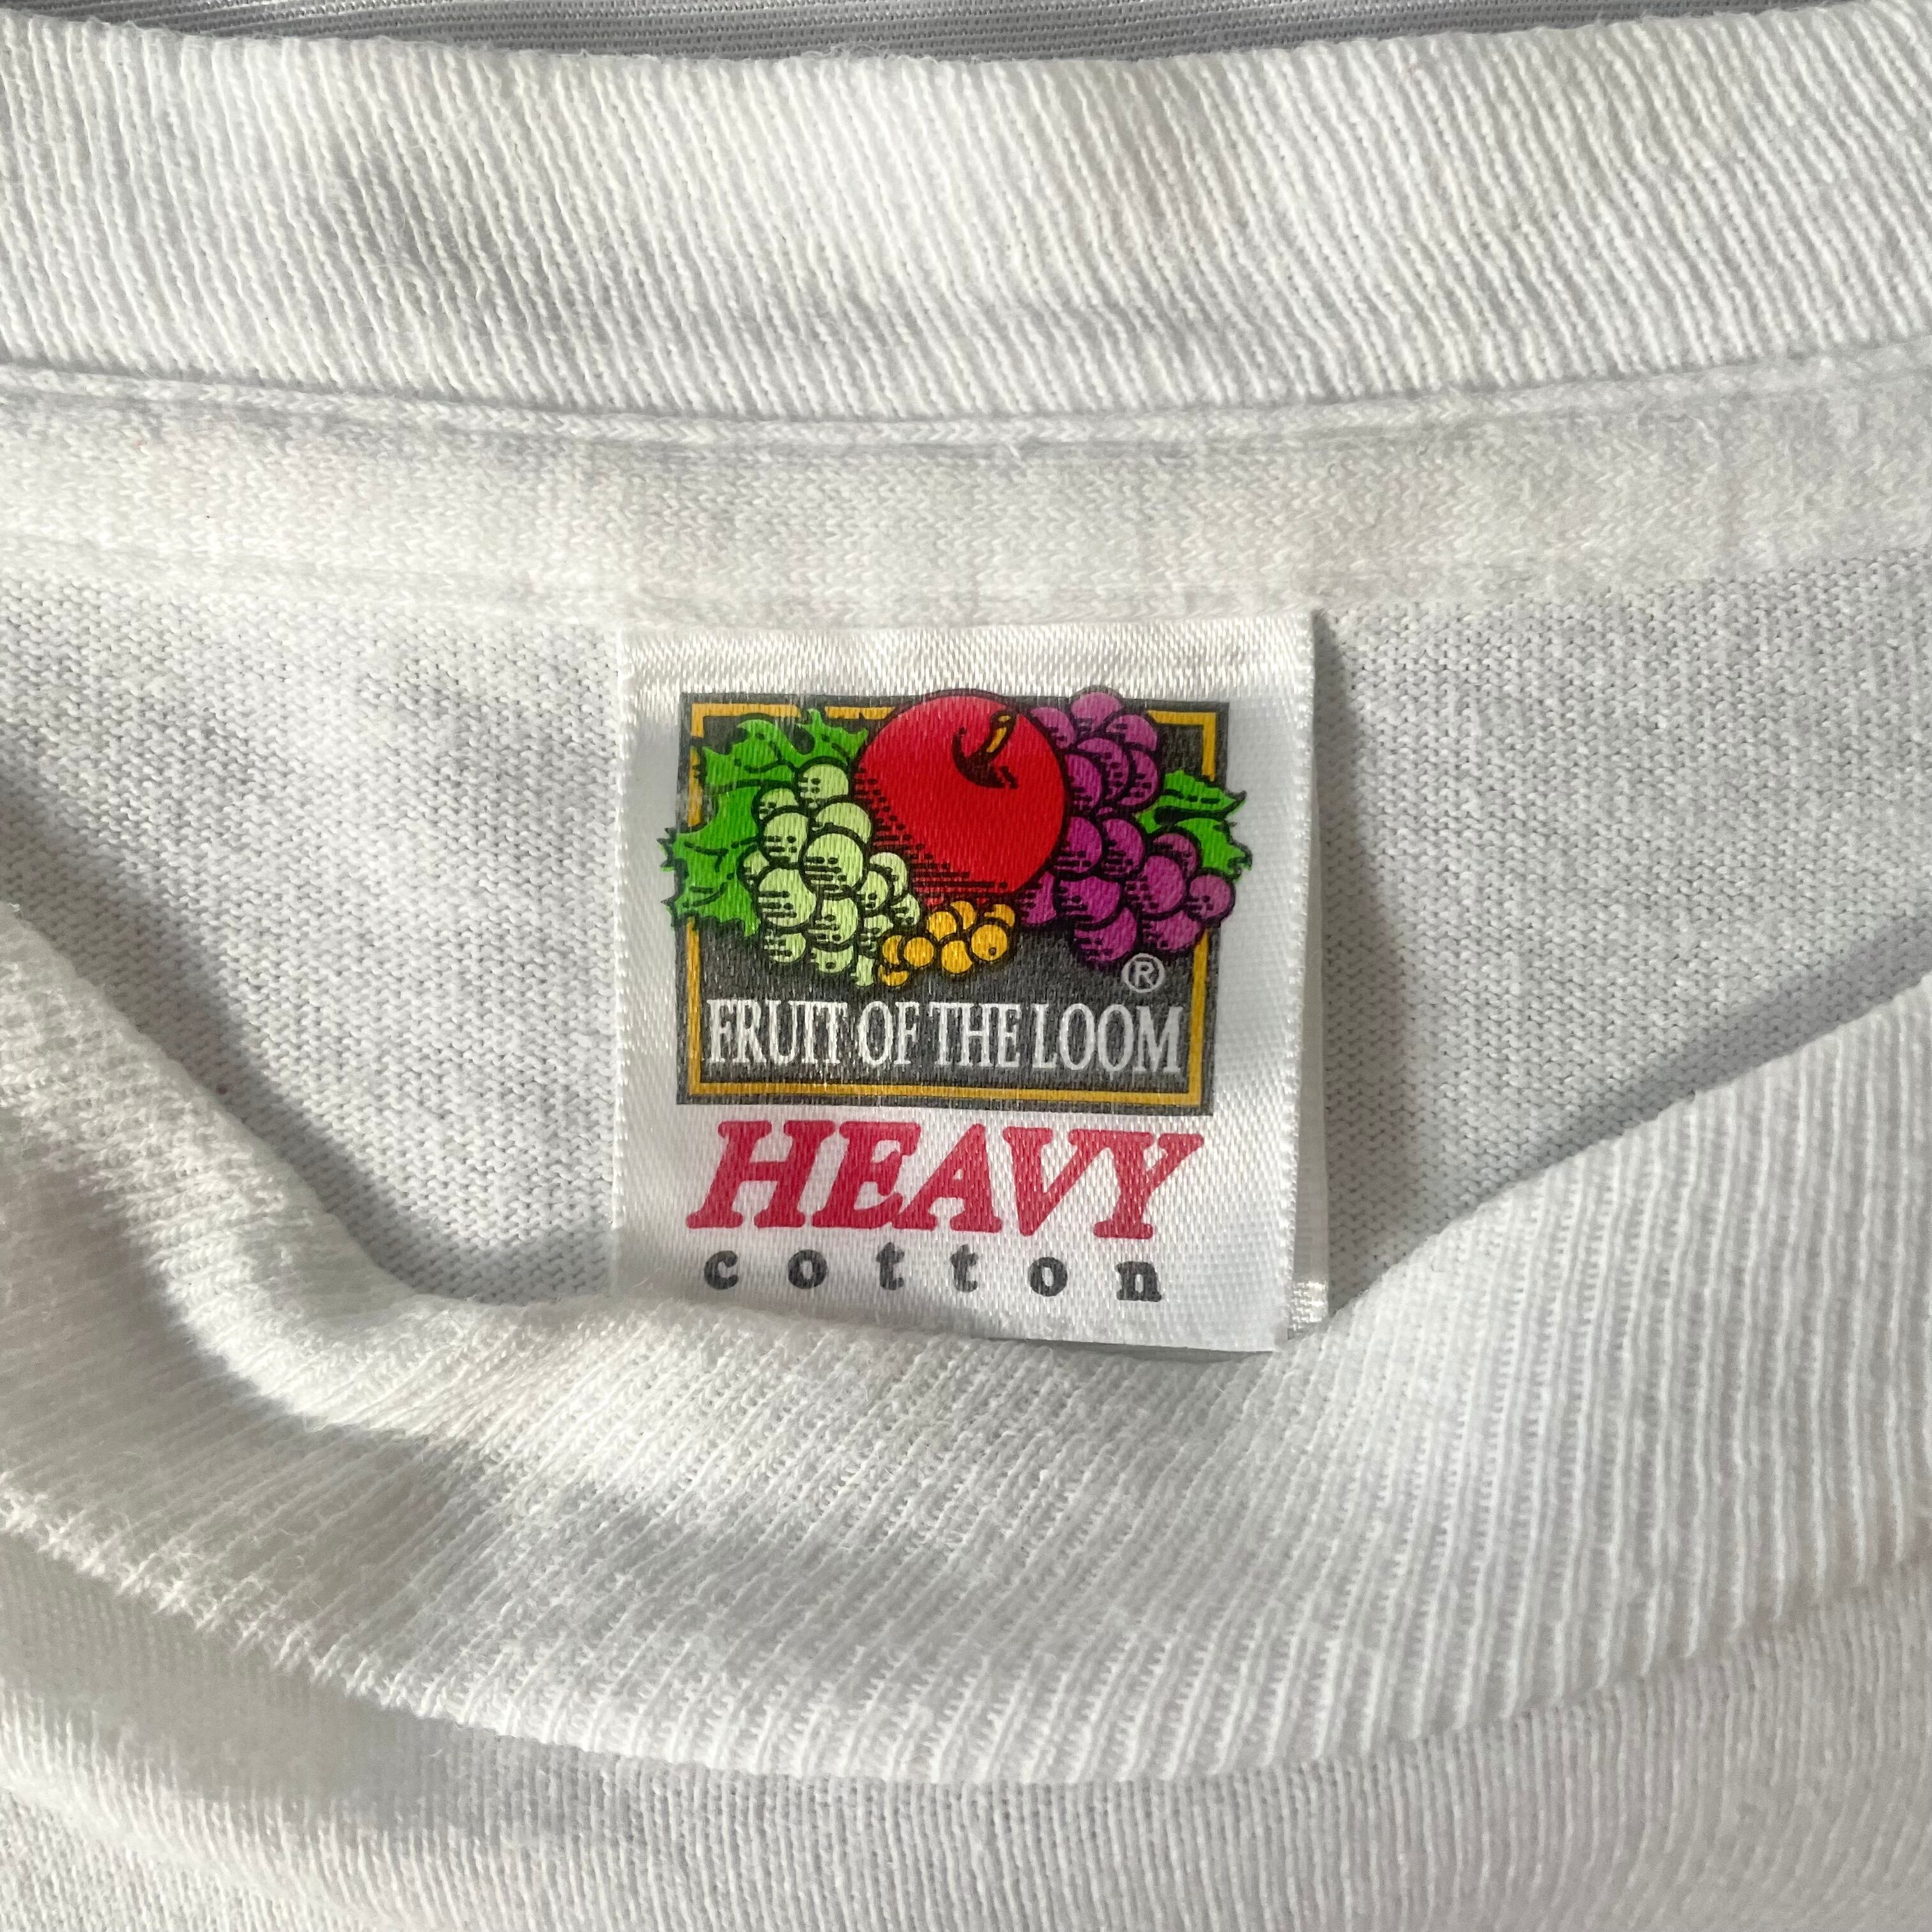 ®
FRUIT OF THE LOOM
HEAVY
cotton